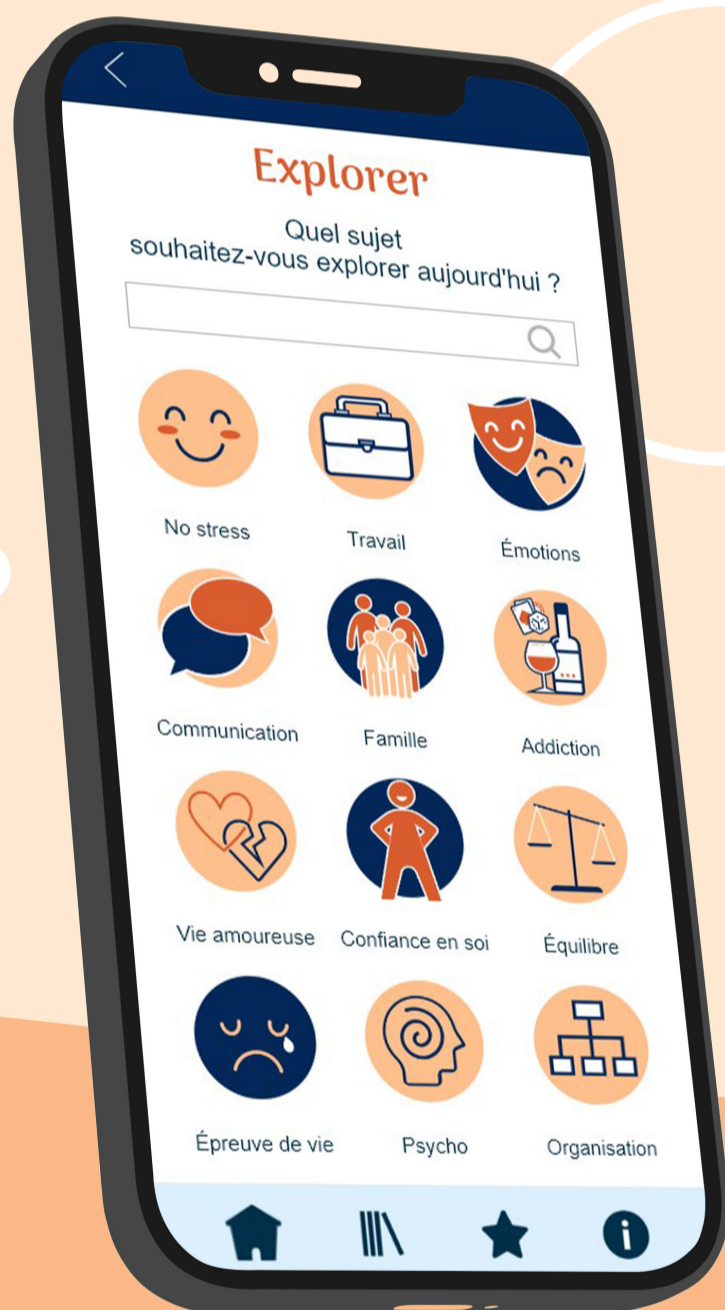 Explorer
Quel sujet
souhaitez-vous explorer aujourd'hui ?
No stress
Travail
Émotions
Communication
Famille
Addiction
Vie amoureuse
Confiance en soi
Équilibre
Épreuve de vie
Psycho
Organisation